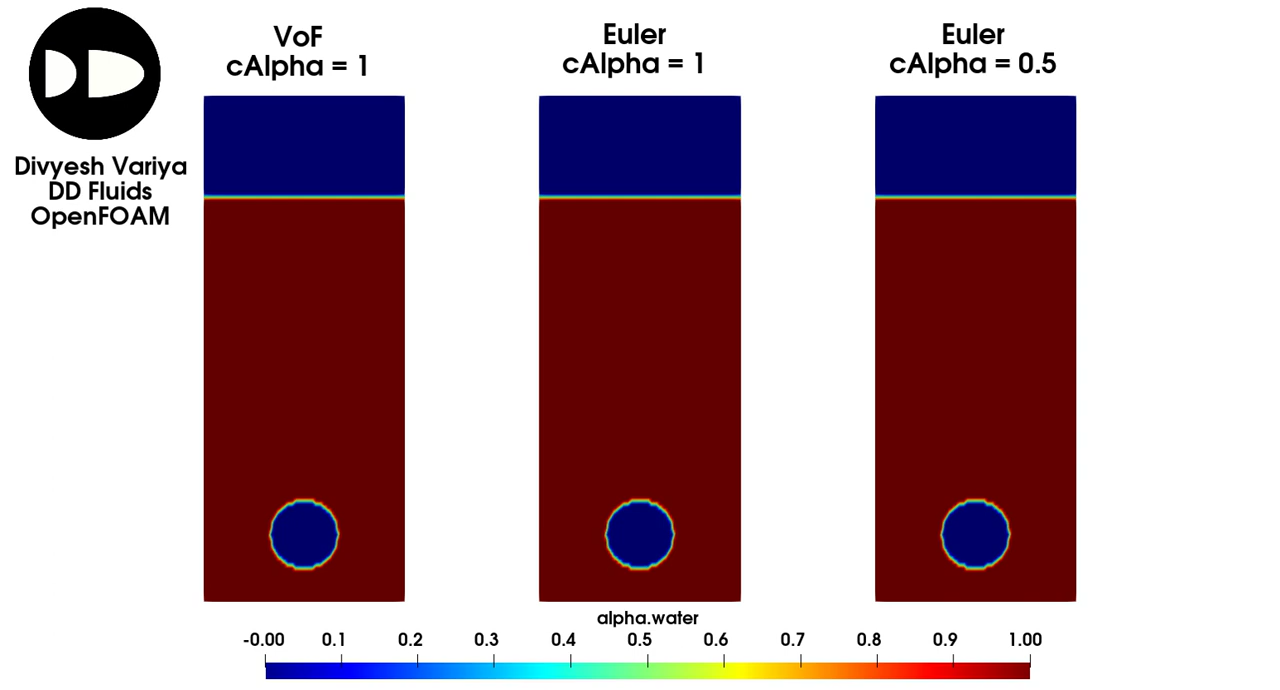 VoF
cAlpha = 1
Euler
cAlpha = 1
Euler
cAlpha = 0.5
Divyesh Variya
DD Fluids
OpenFOAM
alpha.water
-0.00 0.1 0.2 0.3 0.4 0.5 0.6 0.7 0.8 0.9 1.00